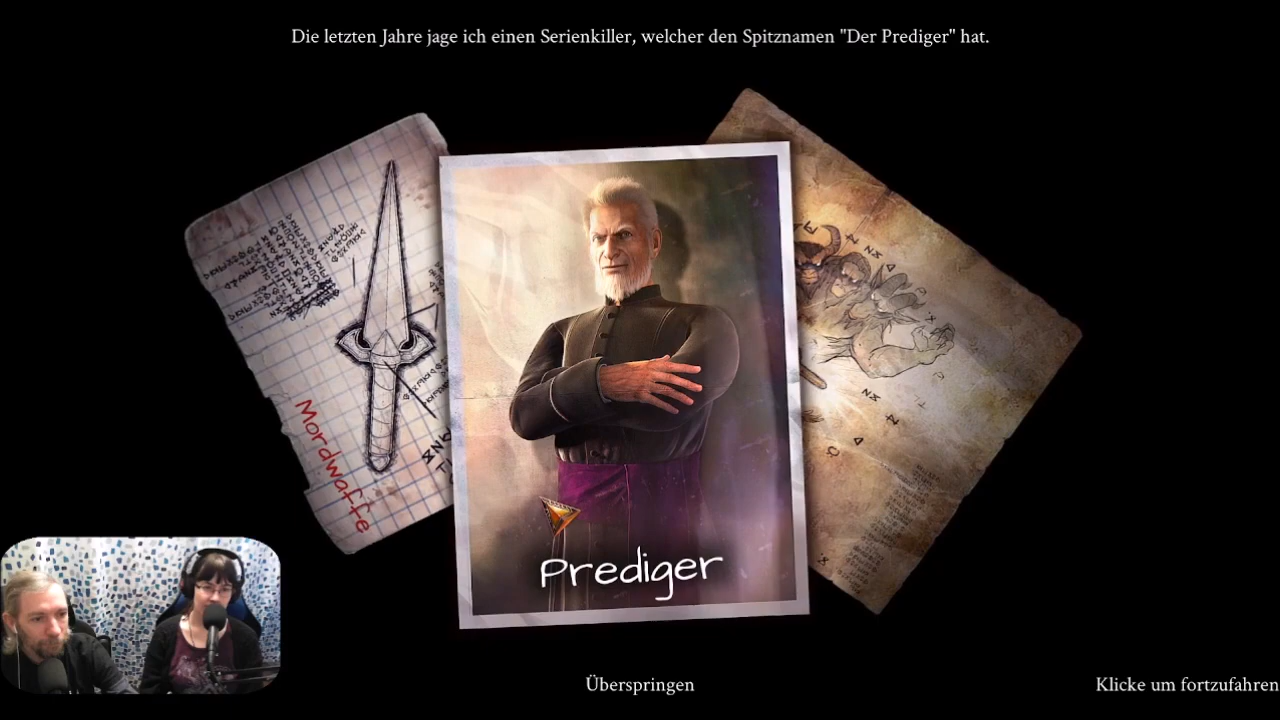 Die letzten Jahre jage ich einen Serienkiller, welcher den Spitznamen "Der Prediger" hat.
Mordwaffe
Prediger
Überspringen
Klicke um fortzufahren